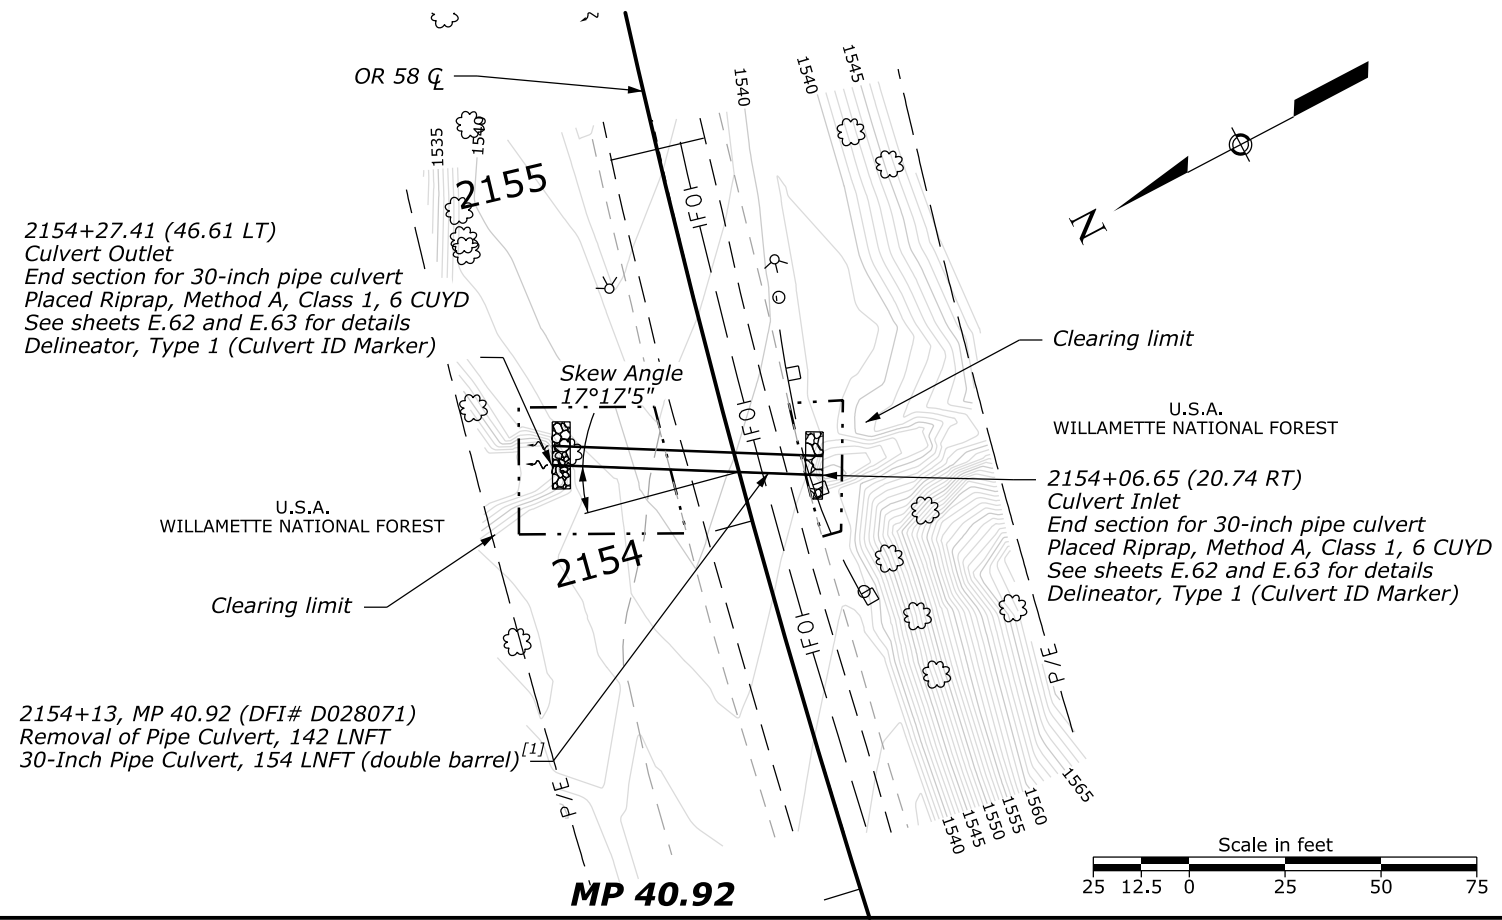 OR 58 ℄
1535
1540
2155
1540
1540
1545
N
2154+27.41 (46.61 LT)
Culvert Outlet
End section for 30-inch pipe culvert
Placed Riprap, Method A, Class 1, 6 CUYD
See sheets E.62 and E.63 for details
Delineator, Type 1 (Culvert ID Marker)
FO
Clearing limit
Skew Angle
17°17'5"
FO
U.S.A.
WILLAMETTE NATIONAL FOREST
2154+06.65 (20.74 RT)
Culvert Inlet
End section for 30-inch pipe culvert
Placed Riprap, Method A, Class 1, 6 CUYD
See sheets E.62 and E.63 for details
Delineator, Type 1 (Culvert ID Marker)
U.S.A.
WILLAMETTE NATIONAL FOREST
2154
Clearing limit
FO
P/E
2154+13, MP 40.92 (DFI# D028071)
Removal of Pipe Culvert, 142 LNFT
30-Inch Pipe Culvert, 154 LNFT (double barrel)[1]
P/E
1540
1545
1550
1555
1560
1565
MP 40.92
Scale in feet
25 12.5 0 25 50 75